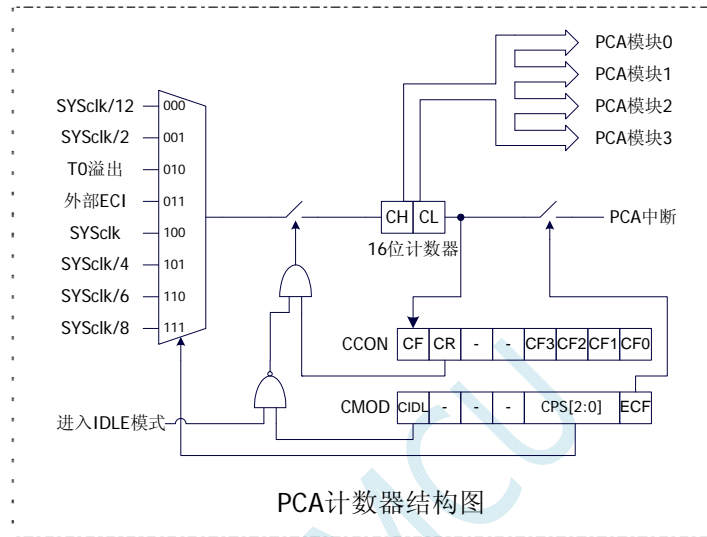 PCA模块0
PCA模块1
PCA模块2
PCA模块3
SYSclk/12 000
SYSclk/2 001
T0溢出 010
外部ECI 011
SYSclk 100
SYSclk/4 101
SYSclk/6 110
SYSclk/8 111
CH CL
16位计数器
PCA中断
CCON CF CR - - CF3 CF2 CF1 CF0
CMOD CIDL - - - CPS[2:0] ECF
进入IDLE模式
PCA计数器结构图
MCU